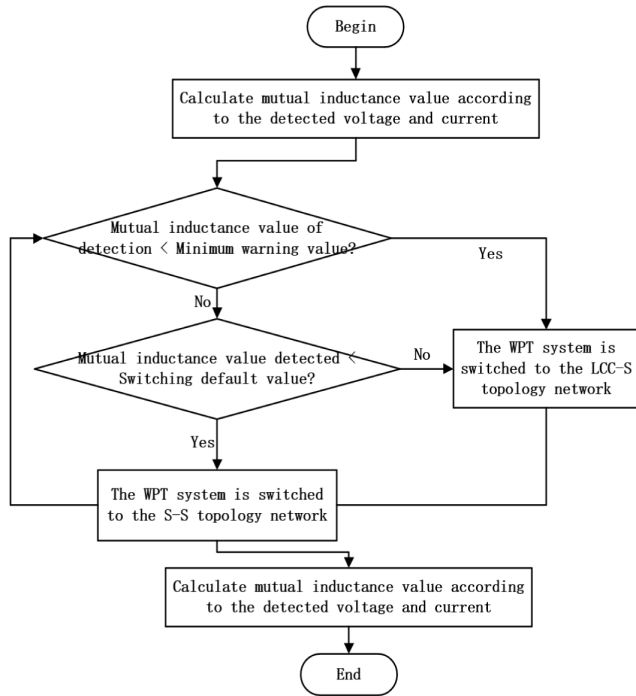 Begin
Calculate mutual inductance value according
to the detected voltage and current
Mutual inductance value of
detection < Minimum warning value?
Yes
No
Mutual inductance value detected <
Switching default value?
No
The WPT system is
switched to the LCC-S
topology network
Yes
The WPT system is switched
to the S-S topology network
Calculate mutual inductance value according
to the detected voltage and current
End